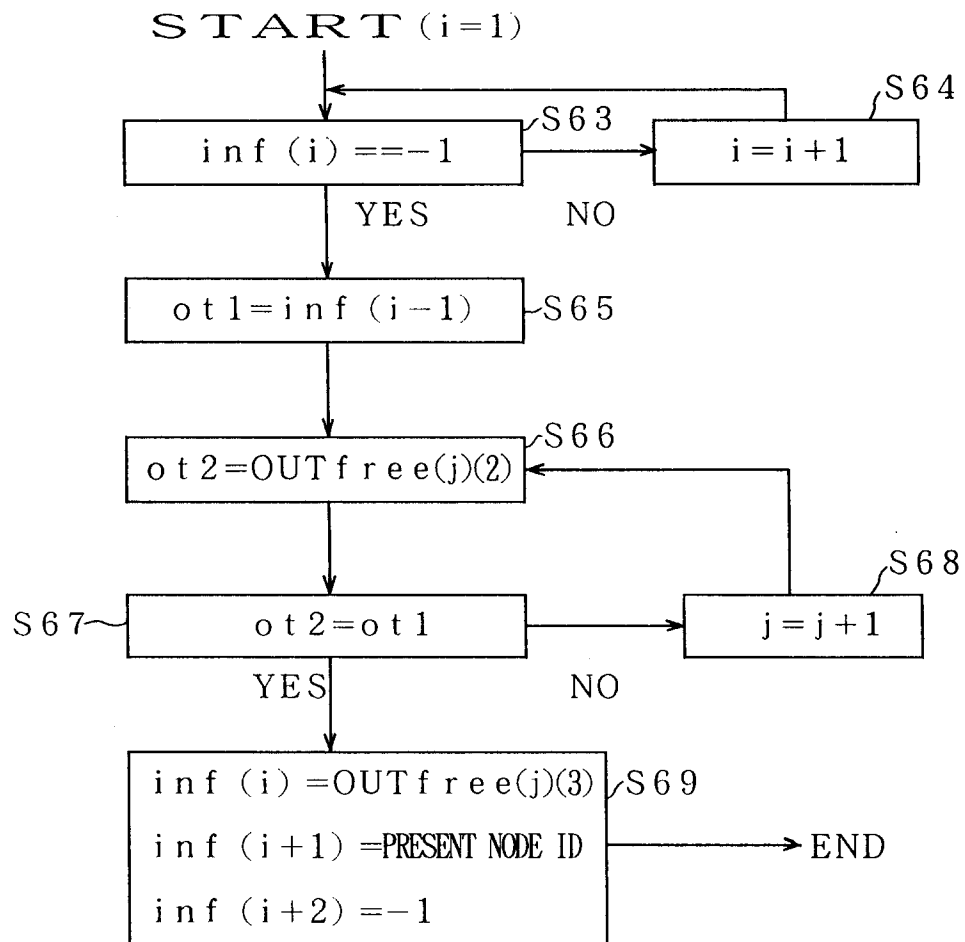 START (i=1)
S64
S63
inf (i) ==-1
i=i+1
YES
NO
ot1=inf (i-1)
S65
S66
ot2=OUTfree(j)(2)
S68
S67
ot2=ot1
j=j+1
YES
NO
inf (i) =OUTfree(j)(3)
S69
inf (i+1) =PRESENT NODE ID
END
inf (i+2) =-1